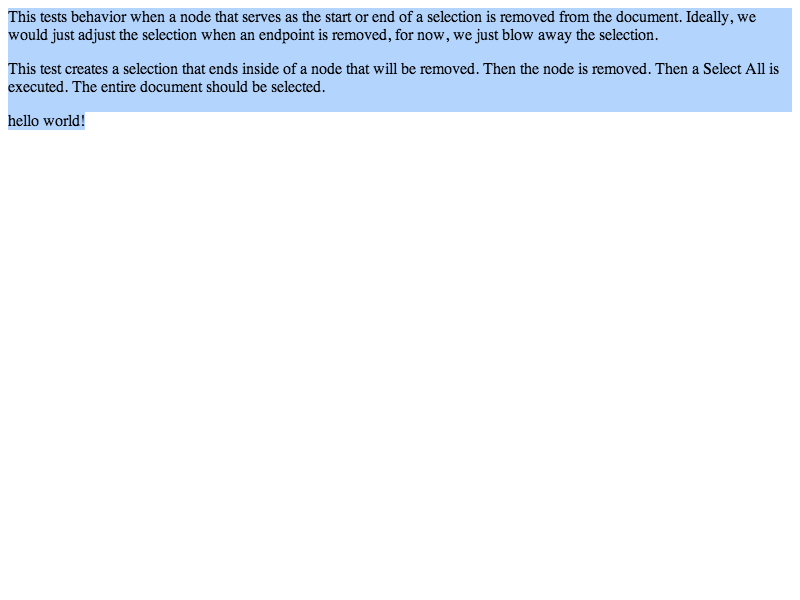 This tests behavior when a node that serves as the start or end of a selection is removed from the document. Ideally, we
would just adjust the selection when an endpoint is removed, for now, we just blow away the selection.
This test creates a selection that ends inside of a node that will be removed. Then the node is removed. Then a Select All is
executed. The entire document should be selected.
hello world!